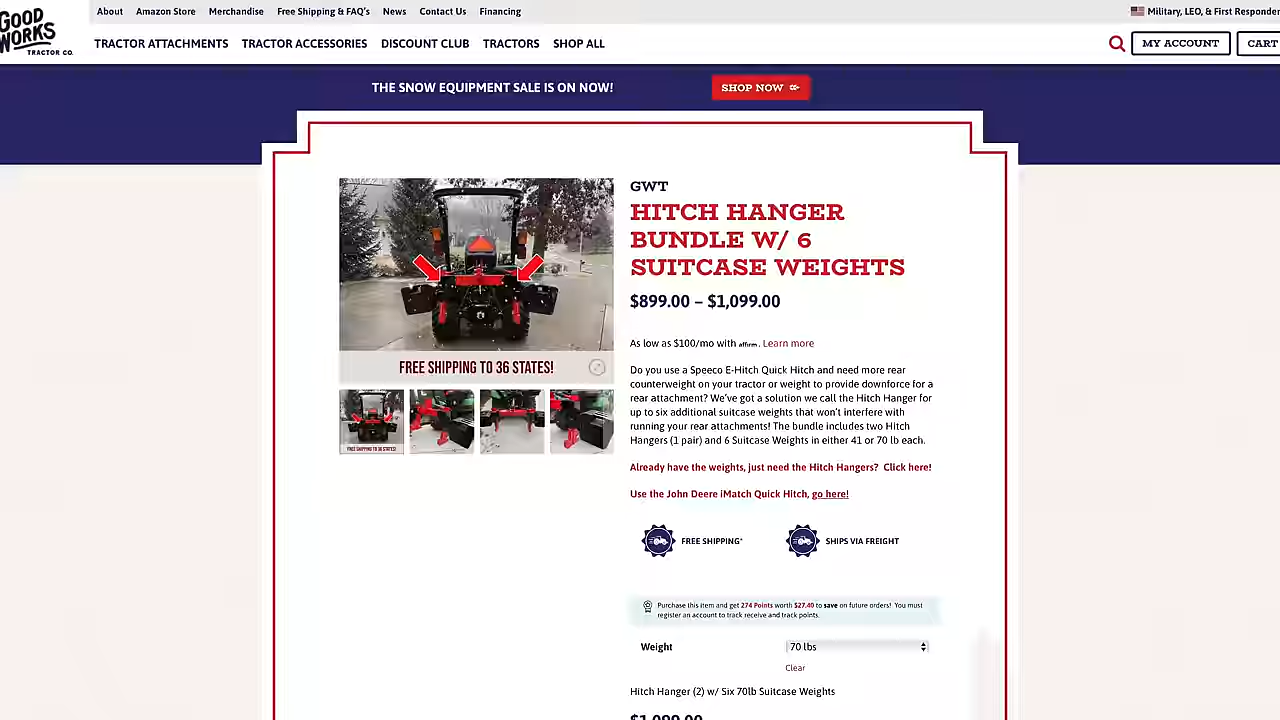 About Amazon Store Merchandise Free Shipping & FAQ's News Contact Us Financing
Military, LEO, & First Responder
GOOD
WORKS
TRACTOR CO.
TRACTOR ATTACHMENTS TRACTOR ACCESSORIES DISCOUNT CLUB TRACTORS SHOP ALL
MY ACCOUNT
CART
THE SNOW EQUIPMENT SALE IS ON NOW!
SHOP NOW
FREE SHIPPING TO 36 STATES!
FREE SHIPPING TO 36 STATES!
GWT
HITCH HANGER
BUNDLE W/ 6
SUITCASE WEIGHTS
$899.00 – $1,099.00
As low as $100/mo with affirm. Learn more
Do you use a Speeco E-Hitch Quick Hitch and need more rear
counterweight on your tractor or weight to provide downforce for a
rear attachment? We've got a solution we call the Hitch Hanger for
up to six additional suitcase weights that won't interfere with
running your rear attachments! The bundle includes two Hitch
Hangers (1 pair) and 6 Suitcase Weights in either 41 or 70 lb each.
Already have the weights, just need the Hitch Hangers? Click here!
Use the John Deere iMatch Quick Hitch, go here!
FREE SHIPPING*
SHIPS VIA FREIGHT
Purchase this item and get 274 Points worth $27.40 to save on future orders! You must
register an account to track receive and track points.
Weight
70 lbs
Clear
Hitch Hanger (2) w/ Six 70lb Suitcase Weights
$1,099.00